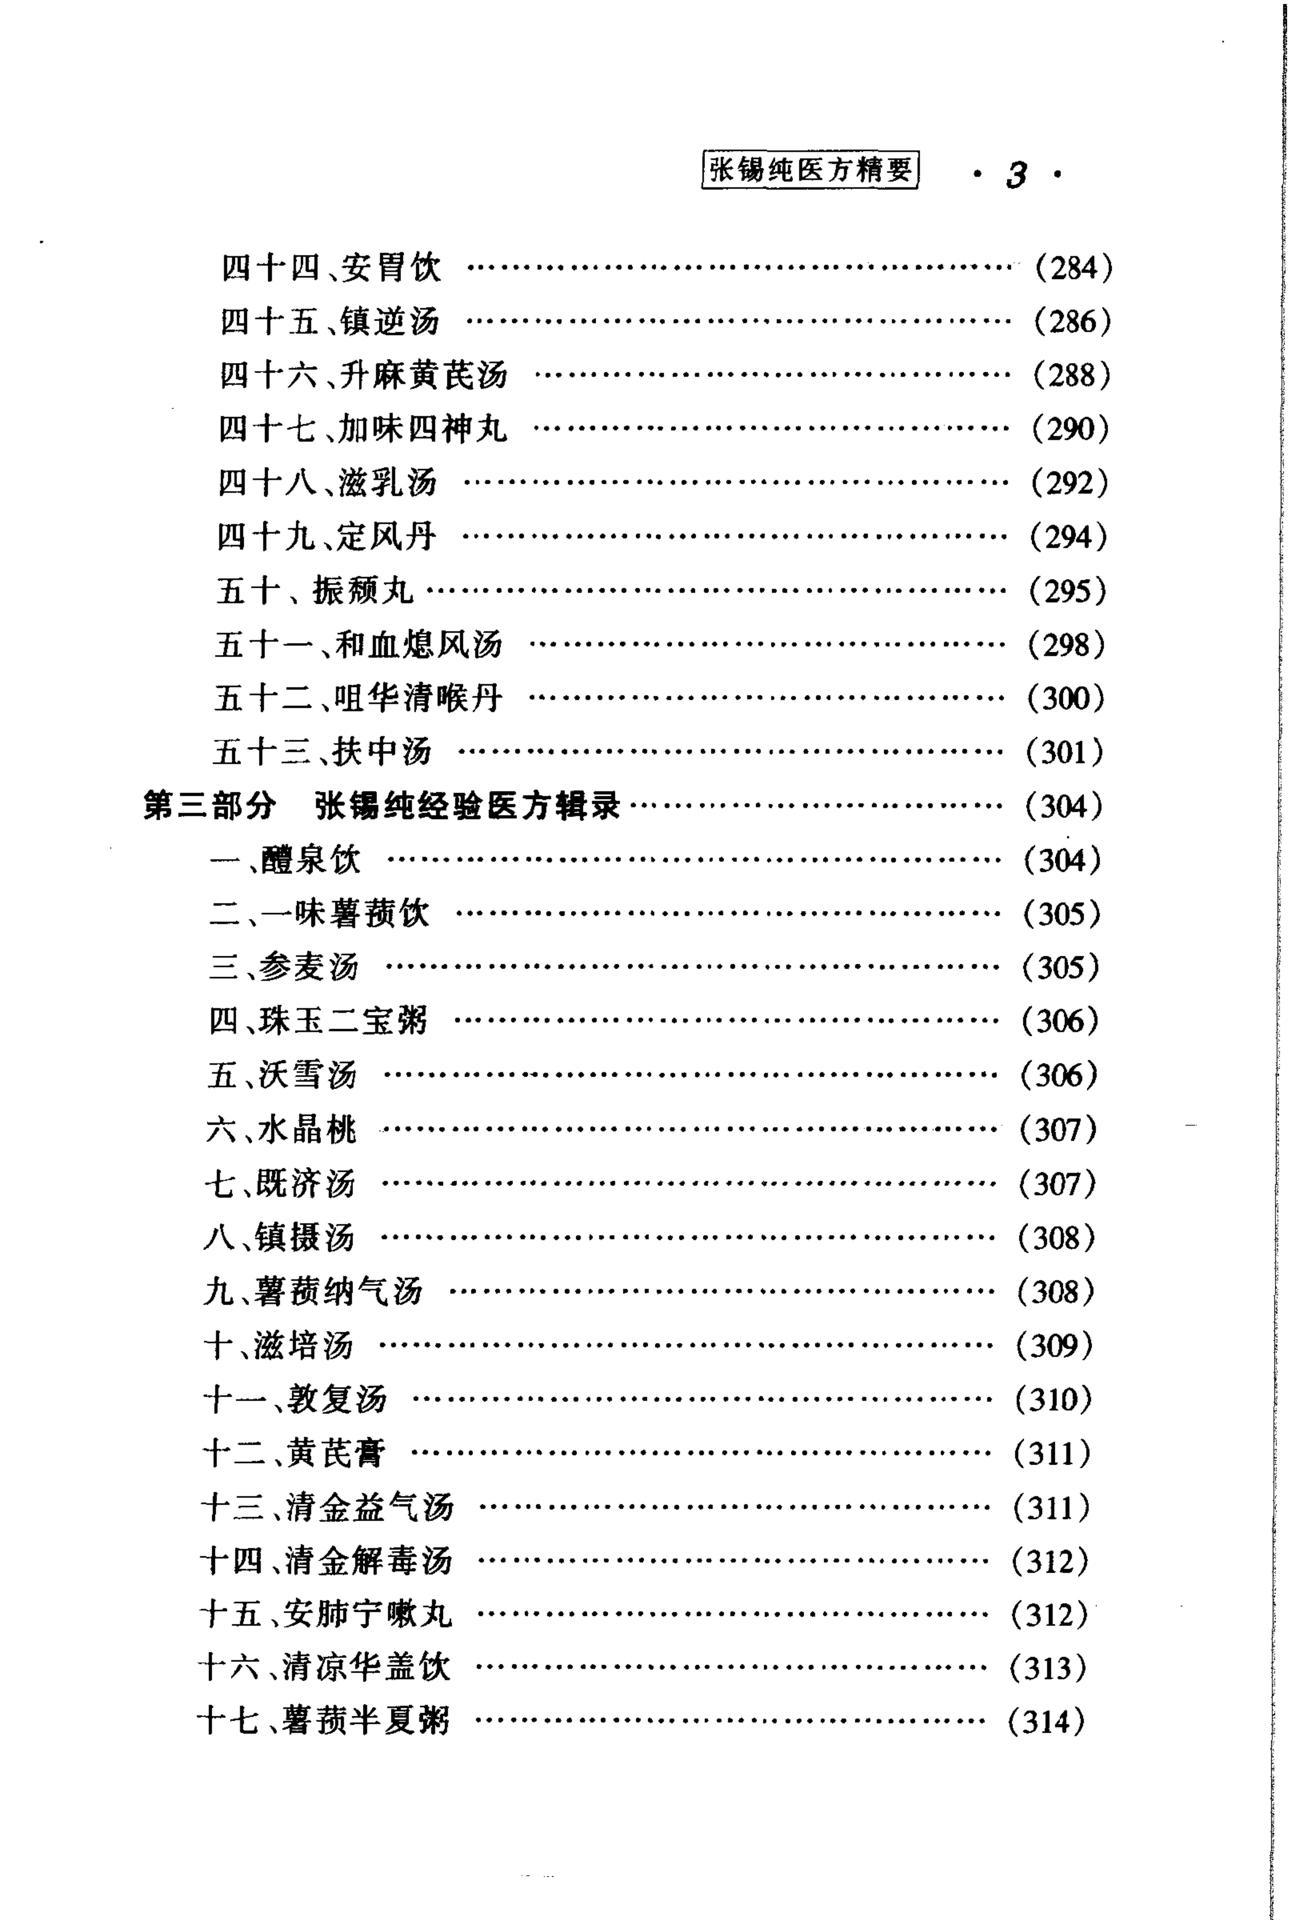 张锡纯医方精要 · 3 ·
四十四、安胃饮 ……………………………………… (284)
四十五、镇逆汤 ……………………………………… (286)
四十六、升麻黄芪汤 ……………………………………… (288)
四十七、加味四神丸 ……………………………………… (290)
四十八、滋乳汤 ……………………………………… (292)
四十九、定风丹 ……………………………………… (294)
五十、振颓丸 ……………………………………… (295)
五十一、和血熄风汤 ……………………………………… (298)
五十二、咀华清喉丹 ……………………………………… (300)
五十三、扶中汤 ……………………………………… (301)
第三部分 张锡纯经验医方辑录 ……………………………………… (304)
一、醴泉饮 ……………………………………… (304)
二、一味薯蓣饮 ……………………………………… (305)
三、参麦汤 ……………………………………… (305)
四、珠玉二宝粥 ……………………………………… (306)
五、沃雪汤 ……………………………………… (306)
六、水晶桃 ……………………………………… (307)
七、既济汤 ……………………………………… (307)
八、镇摄汤 ……………………………………… (308)
九、薯蓣纳气汤 ……………………………………… (308)
十、滋培汤 ……………………………………… (309)
十一、敦复汤 ……………………………………… (310)
十二、黄芪膏 ……………………………………… (311)
十三、清金益气汤 ……………………………………… (311)
十四、清金解毒汤 ……………………………………… (312)
十五、安肺宁嗽丸 ……………………………………… (312)
十六、清凉华盖饮 ……………………………………… (313)
十七、薯蓣半夏粥 ……………………………………… (314)